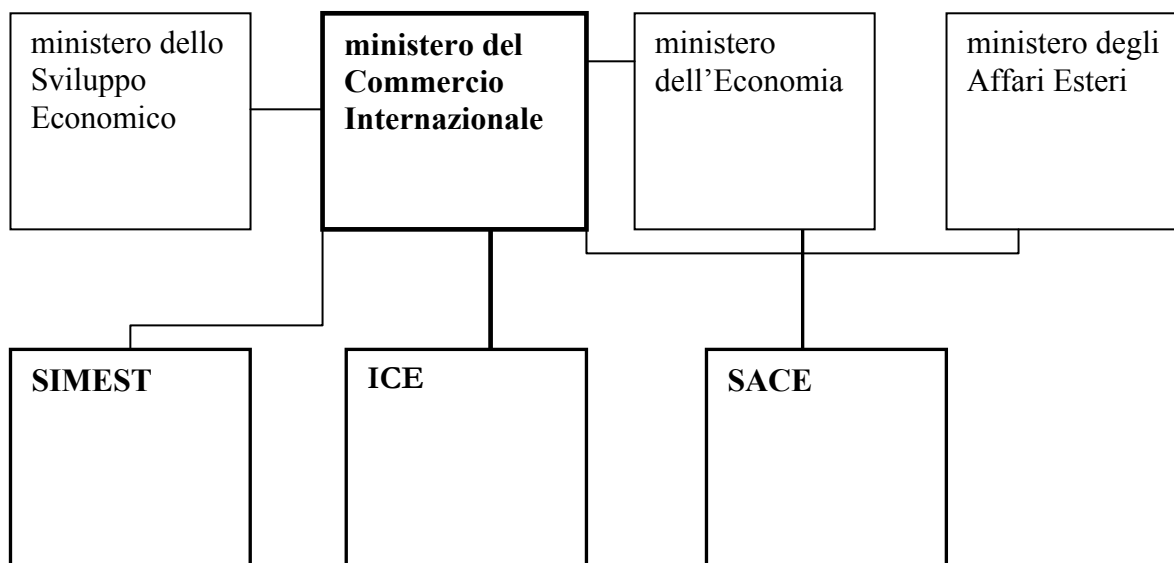 ministero dello
Sviluppo
Economico
ministero del
Commercio
Internazionale
ministero
dell’Economia
ministero degli
Affari Esteri
SIMEST
ICE
SACE